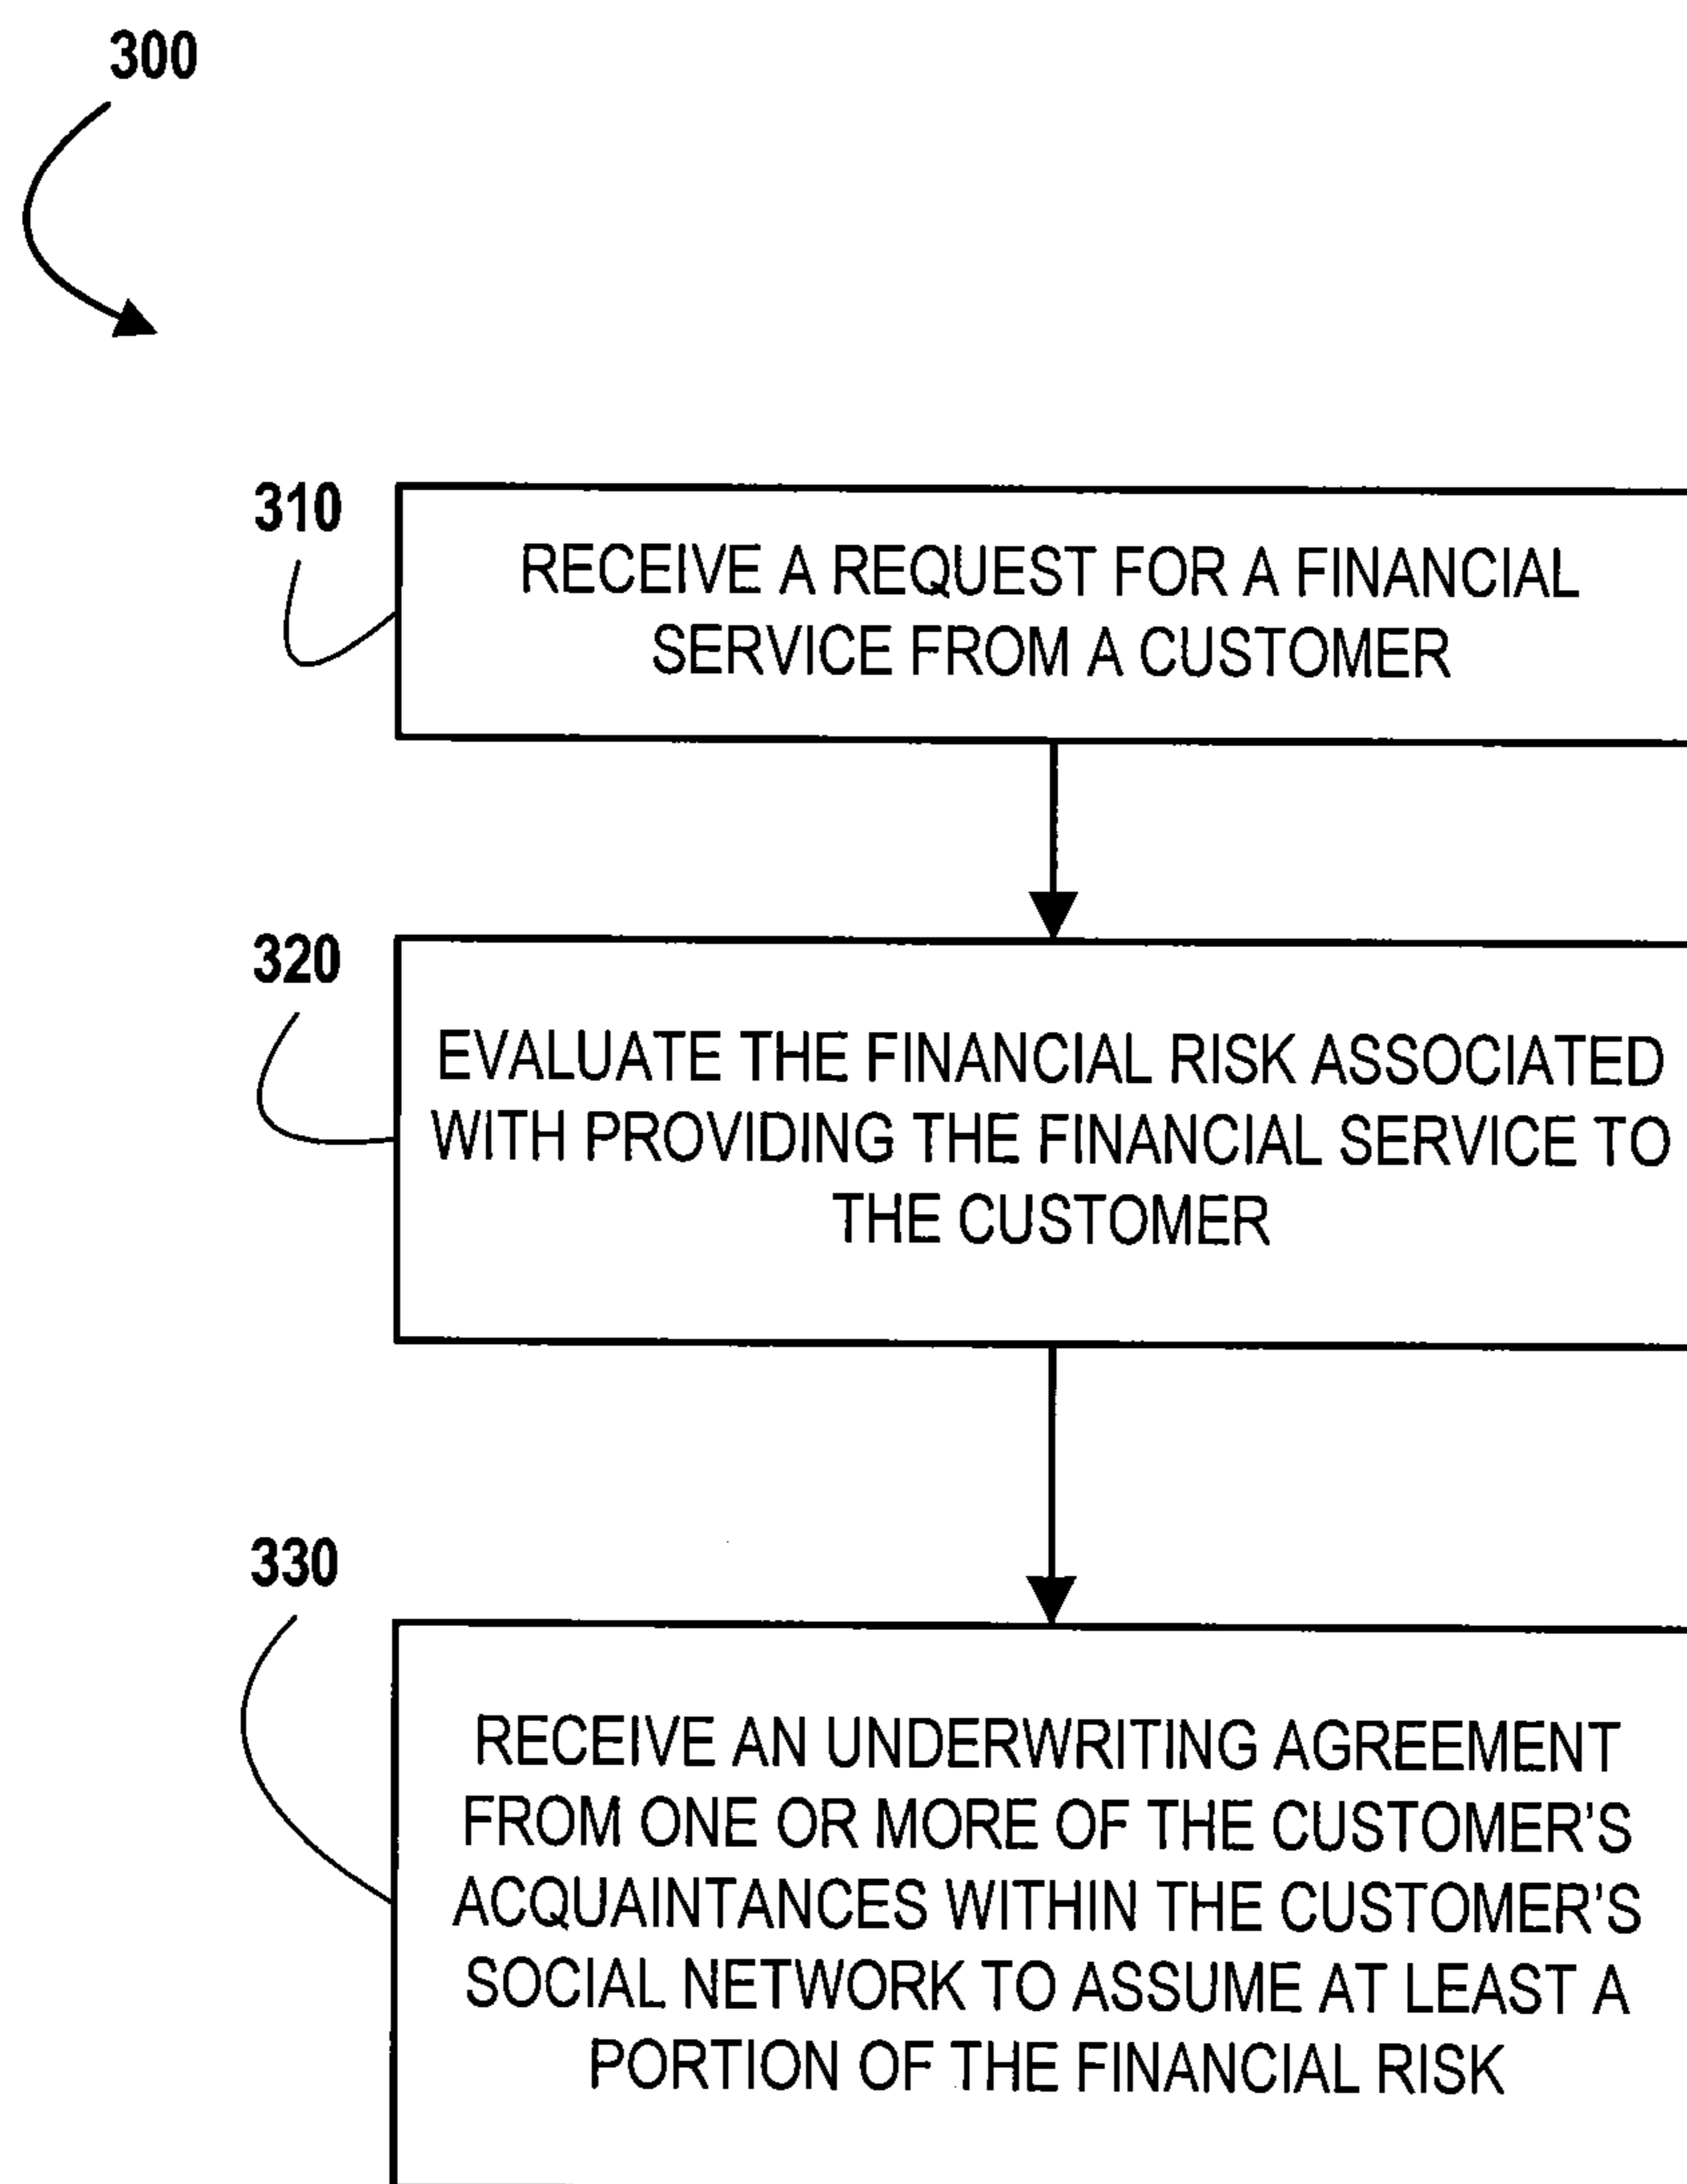 300
310
RECEIVE A REQUEST FOR A FINANCIAL
SERVICE FROM A CUSTOMER
320
EVALUATE THE FINANCIAL RISK ASSOCIATED
WITH PROVIDING THE FINANCIAL SERVICE TO
THE CUSTOMER
330
RECEIVE AN UNDERWRITING AGREEMENT
FROM ONE OR MORE OF THE CUSTOMER'S
ACQUAINTANCES WITHIN THE CUSTOMER'S
SOCIAL NETWORK TO ASSUME AT LEAST A
PORTION OF THE FINANCIAL RISK